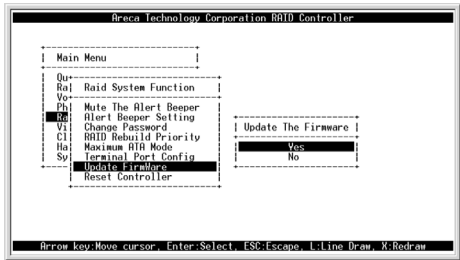 Areca Technology Corporation RAID Controller
Main Menu
Qu
Ra
Vo
Ph
Ra
Vi
Cl
Ha
Sy
Raid System Function
Mute The Alert Beeper
Alert Beeper Setting
Change Password
RAID Rebuild Priority
Maximum ATA Mode
Terminal Port Config
Update FirmWare
Reset Controller
Update The Firmware
Yes
No
Arrow key:Move cursor, Enter:Select, ESC:Escape, L:Line Draw, X:Redraw